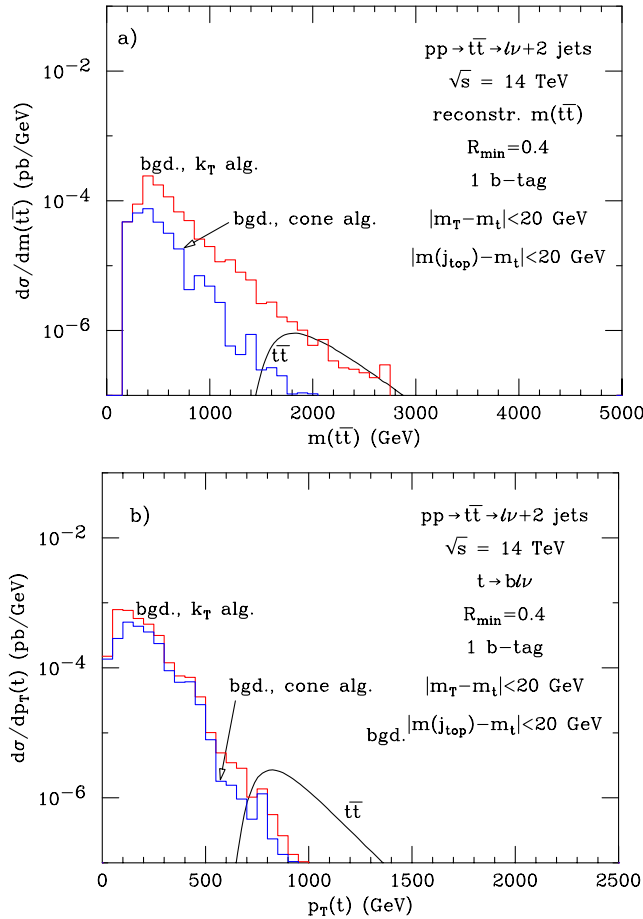 a)
pp→tt̅→lν+2 jets
√s = 14 TeV
reconstr. m(tt̅)
R_min=0.4
1 b-tag
|m_T−m_t|<20 GeV
|m(j_top)−m_t|<20 GeV
bgd., k_T alg.
bgd., cone alg.
tt̅
10^-2
10^-4
10^-6
dσ/dm(tt̅) (pb/GeV)
0 1000 2000 3000 4000 5000
m(tt̅) (GeV)
b)
pp→tt̅→lν+2 jets
√s = 14 TeV
t→blν
R_min=0.4
1 b-tag
|m_T−m_t|<20 GeV
bgd. |m(j_top)−m_t|<20 GeV
bgd., k_T alg.
bgd., cone alg.
tt̅
10^-2
10^-4
10^-6
dσ/dp_T(t) (pb/GeV)
0 500 1000 1500 2000 2500
p_T(t) (GeV)